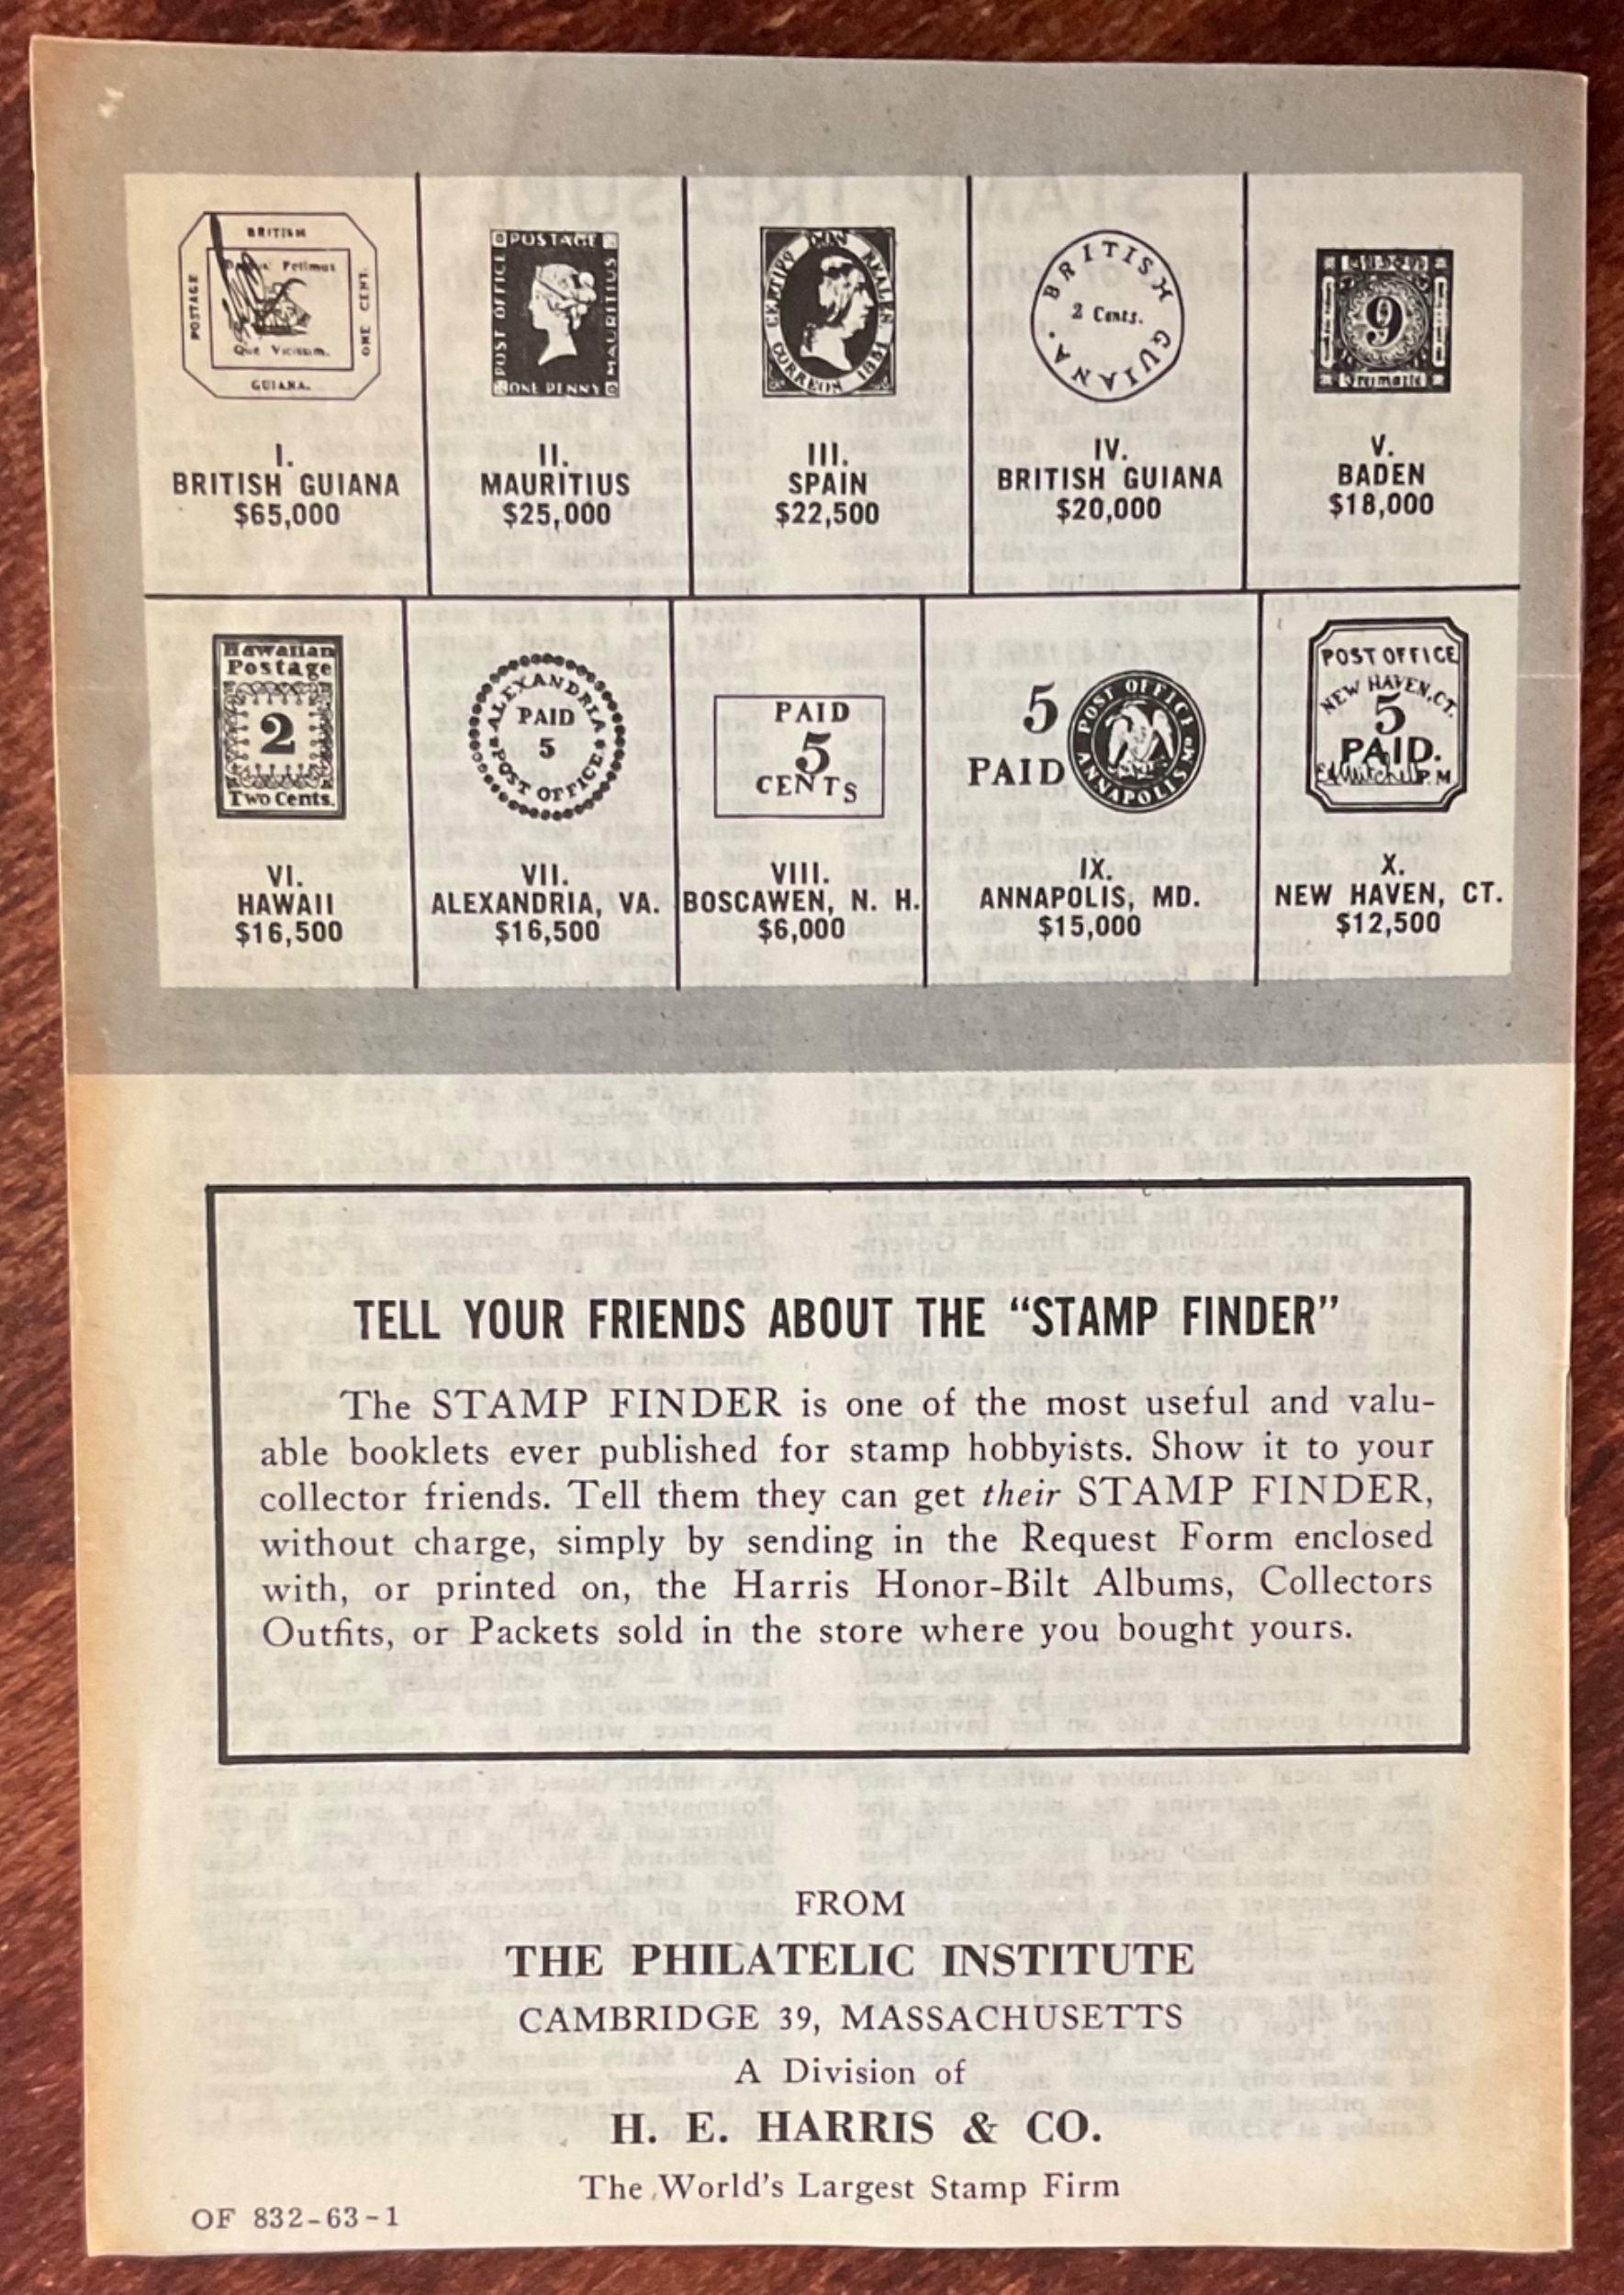 BRITISH
POSTAGE
Petimus
Que Vicissim.
ONE CENT.
GUIANA.
I.
BRITISH GUIANA
$65,000
POSTAGE
POST OFFICE
MAURITIUS
ONE PENNY
II.
MAURITIUS
$25,000
REALES.
CORREOS 1851
III.
SPAIN
$22,500
BRITISH
2 Cents.
GUIANA.
IV.
BRITISH GUIANA
$20,000
9
Freimarke
V.
BADEN
$18,000
Hawaiian
Postage
2
Two Cents.
VI.
HAWAII
$16,500
ALEXANDRIA
PAID
5
POST OFFICE
VII.
ALEXANDRIA, VA.
$16,500
PAID
5
CENTS
VIII.
BOSCAWEN, N. H.
$6,000
5
PAID
POST OFFICE
ANNAPOLIS MD
IX.
ANNAPOLIS, MD.
$15,000
POST OFFICE
NEW HAVEN, CT.
5
PAID.
E A Mitchell P.M
X.
NEW HAVEN, CT.
$12,500
TELL YOUR FRIENDS ABOUT THE “STAMP FINDER”
The STAMP FINDER is one of the most useful and valu-
able booklets ever published for stamp hobbyists. Show it to your
collector friends. Tell them they can get their STAMP FINDER,
without charge, simply by sending in the Request Form enclosed
with, or printed on, the Harris Honor-Bilt Albums, Collectors
Outfits, or Packets sold in the store where you bought yours.
FROM
THE PHILATELIC INSTITUTE
CAMBRIDGE 39, MASSACHUSETTS
A Division of
H. E. HARRIS & CO.
The World's Largest Stamp Firm
OF 832-63-1